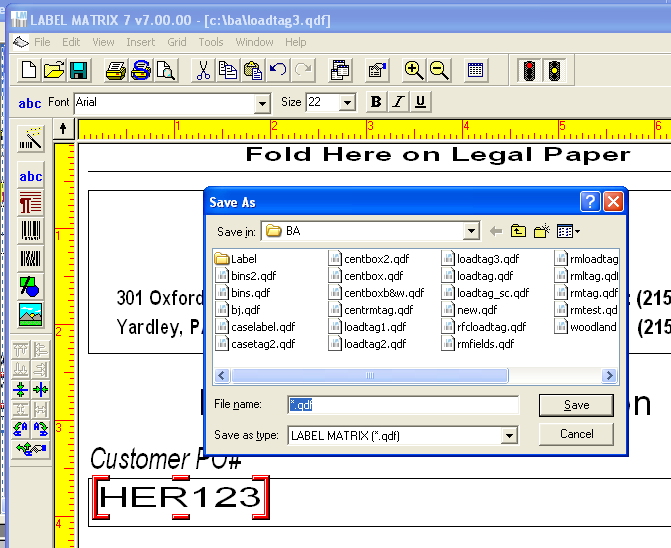 LABEL MATRIX 7 v7.00.00 - [c:\ba\loadtag3.qdf]
File Edit View Insert Grid Tools Window Help
abc Font Arial Size 22 B I U
1 2 3 4 5 6
abc
Fold Here on Legal Paper
Save As
Save in: BA
Label centbox2.qdf loadtag3.qdf rmloadtag
bins2.qdf centbox.qdf loadtag.qdf rmltag.qdf
bins.qdf centboxb&w.qdf loadtag_sc.qdf rmtag.qdf
bj.qdf centrmtag.qdf new.qdf rmtest.qdf
caselabel.qdf loadtag1.qdf rfcloadtag.qdf woodland
casetag2.qdf loadtag2.qdf rmfields.qdf
1
2
3
4
301 Oxford (215
Yardley, (215
File name: *.qdf Save
Save as type: LABEL MATRIX (*.qdf) Cancel
on
Customer PO#
HER123